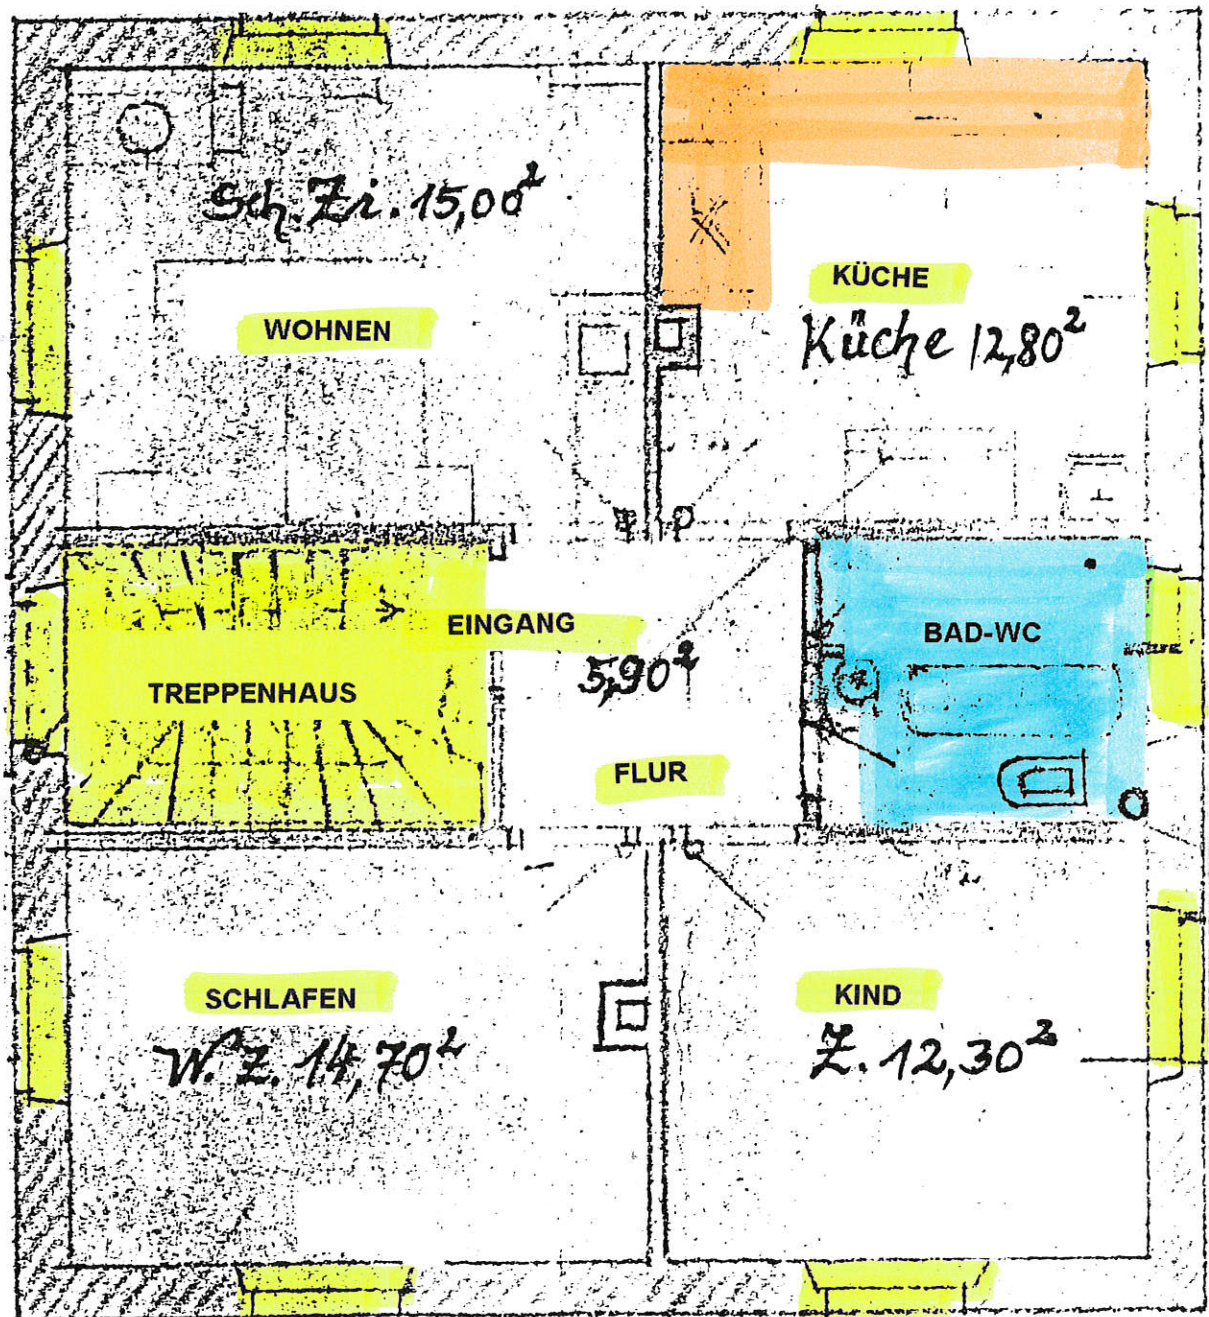 Sch. Zi. 15,00²
WOHNEN
KÜCHE
Küche 12,80²
EINGANG
5,90²
TREPPENHAUS
FLUR
BAD-WC
SCHLAFEN
W. Z. 14,70²
KIND
Z. 12,30²